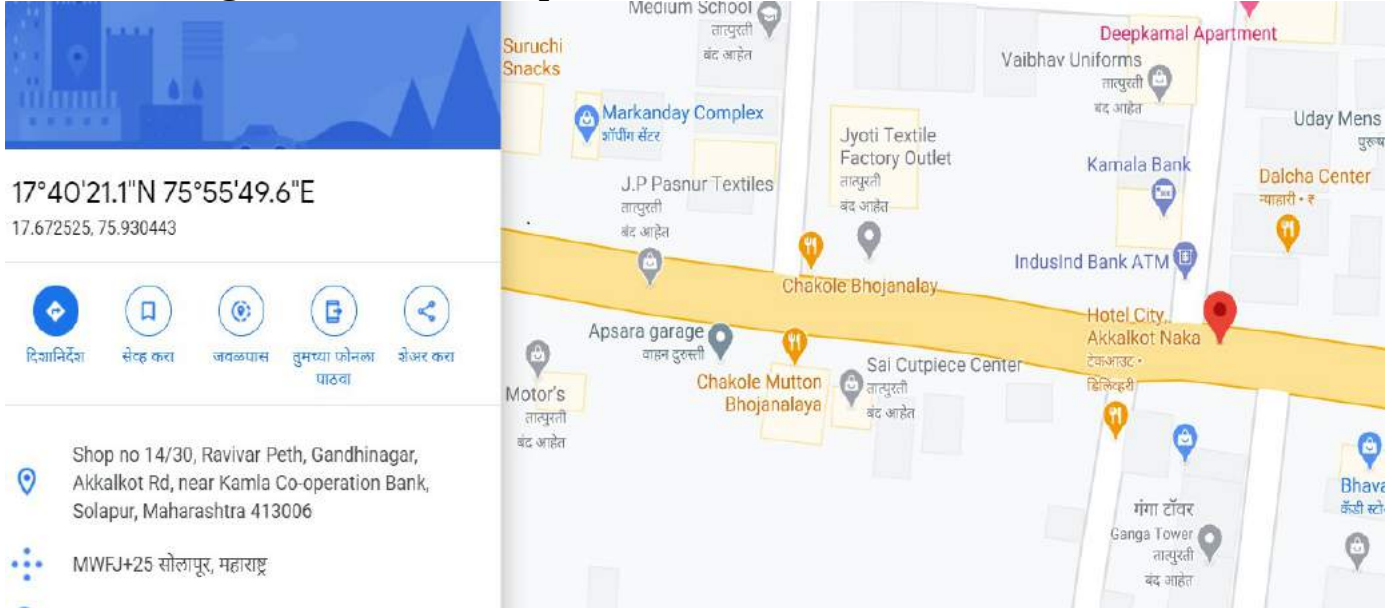 17°40'21.1"N 75°55'49.6"E
17.672525, 75.930443
दिशानिर्देश
सेव्ह करा
जवळपास
तुमच्या फोनला
पाठवा
शेअर करा
Shop no 14/30, Ravivar Peth, Gandhinagar,
Akkalkot Rd, near Kamla Co-operation Bank,
Solapur, Maharashtra 413006
MWFJ+25 सोलापूर, महाराष्ट्र
Medium School
तात्पुरती
बंद आहेत
Suruchi
Snacks
Markanday Complex
शॉपिंग सेंटर
J.P Pasnur Textiles
तात्पुरती
बंद आहेत
Jyoti Textile
Factory Outlet
तात्पुरती
बंद आहेत
Deepkamal Apartment
Vaibhav Uniforms
तात्पुरती
बंद आहेत
Uday Mens
पुरुष
Kamala Bank
Dalcha Center
न्याहारी • ₹
IndusInd Bank ATM
Chakole Bhojanalay
Hotel City,
Akkalkot Naka
टेकआउट •
डिलिव्हरी
Apsara garage
वाहन दुरुस्ती
Chakole Mutton
Bhojanalaya
Sai Cutpiece Center
तात्पुरती
बंद आहेत
Motor's
तात्पुरती
बंद आहेत
गंगा टॉवर
Ganga Tower
तात्पुरती
बंद आहेत
Bhava
कँडी स्टो